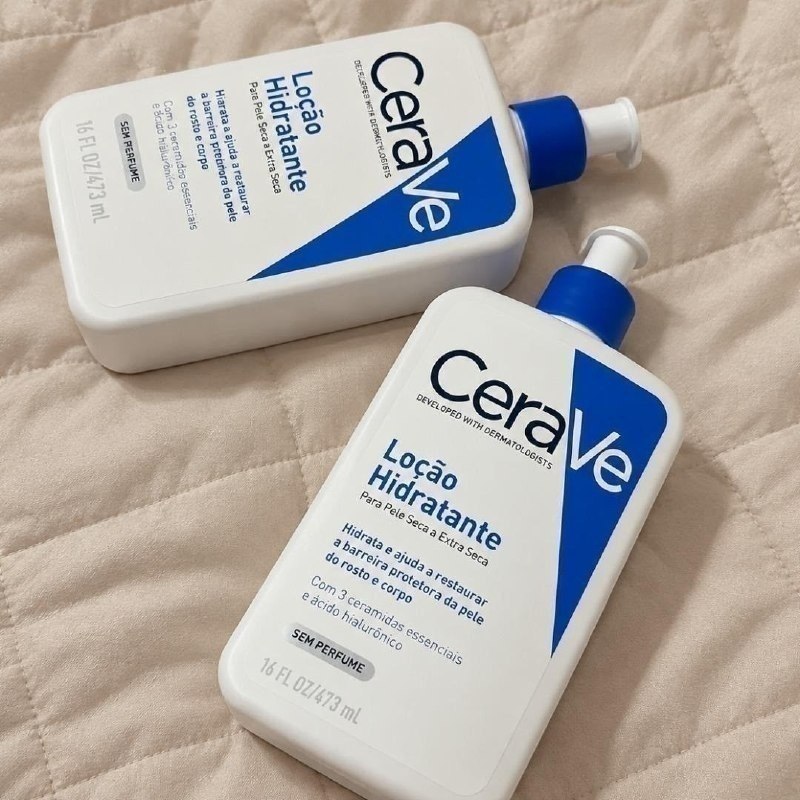 CeraVe
DEVELOPED WITH DERMATOLOGISTS
Loção
Hidratante
Para Pele Seca a Extra Seca
Hidrata a ajuda a restaurar
a barreira protetora da pele
do rosto e corpo
Com 3 ceramidas essenciais
e ácido hialurônico
SEM PERFUME
16 FL OZ/473 mL
CeraVe
DEVELOPED WITH DERMATOLOGISTS
Loção
Hidratante
Para Pele Seca a Extra Seca
Hidrata e ajuda a restaurar
a barreira protetora da pele
do rosto e corpo
Com 3 ceramidas essenciais
e ácido hialurônico
SEM PERFUME
16 FL OZ/473 mL